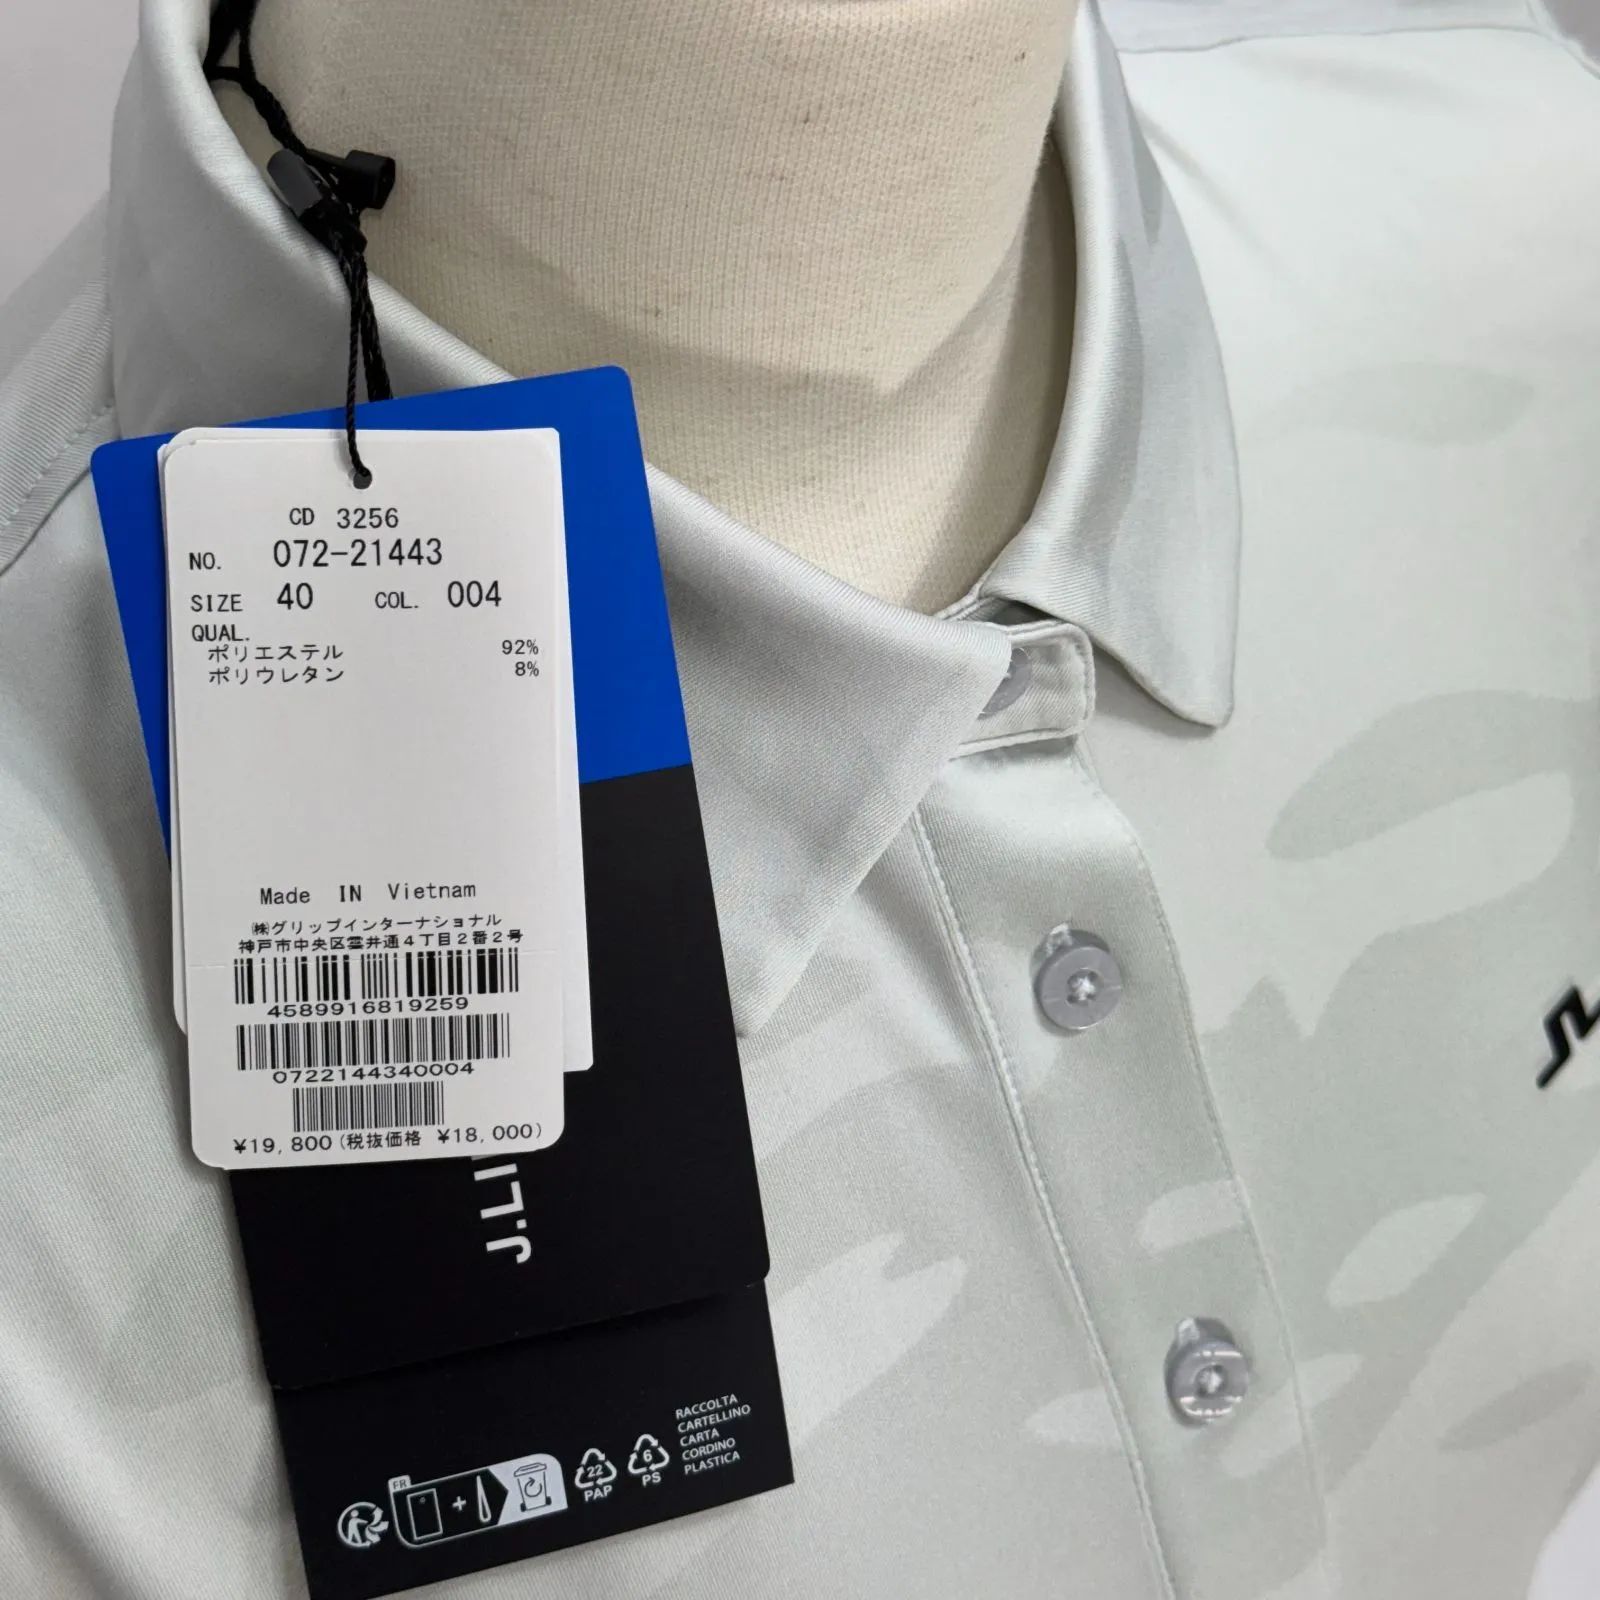 CD 3256
NO. 072-21443
SIZE 40 COL. 004
QUAL.
ポリエステル 92%
ポリウレタン 8%
Made IN Vietnam
㈱グリップインターナショナル
神戸市中央区雲井通4丁目2番2号
4589916819259
0722144340004
¥19,800(税抜価格 ¥18,000)
J.LI
FR
22
PAP
6
PS
RACCOLTA
CARTELLINO
CARTA
CORDINO
PLASTICA